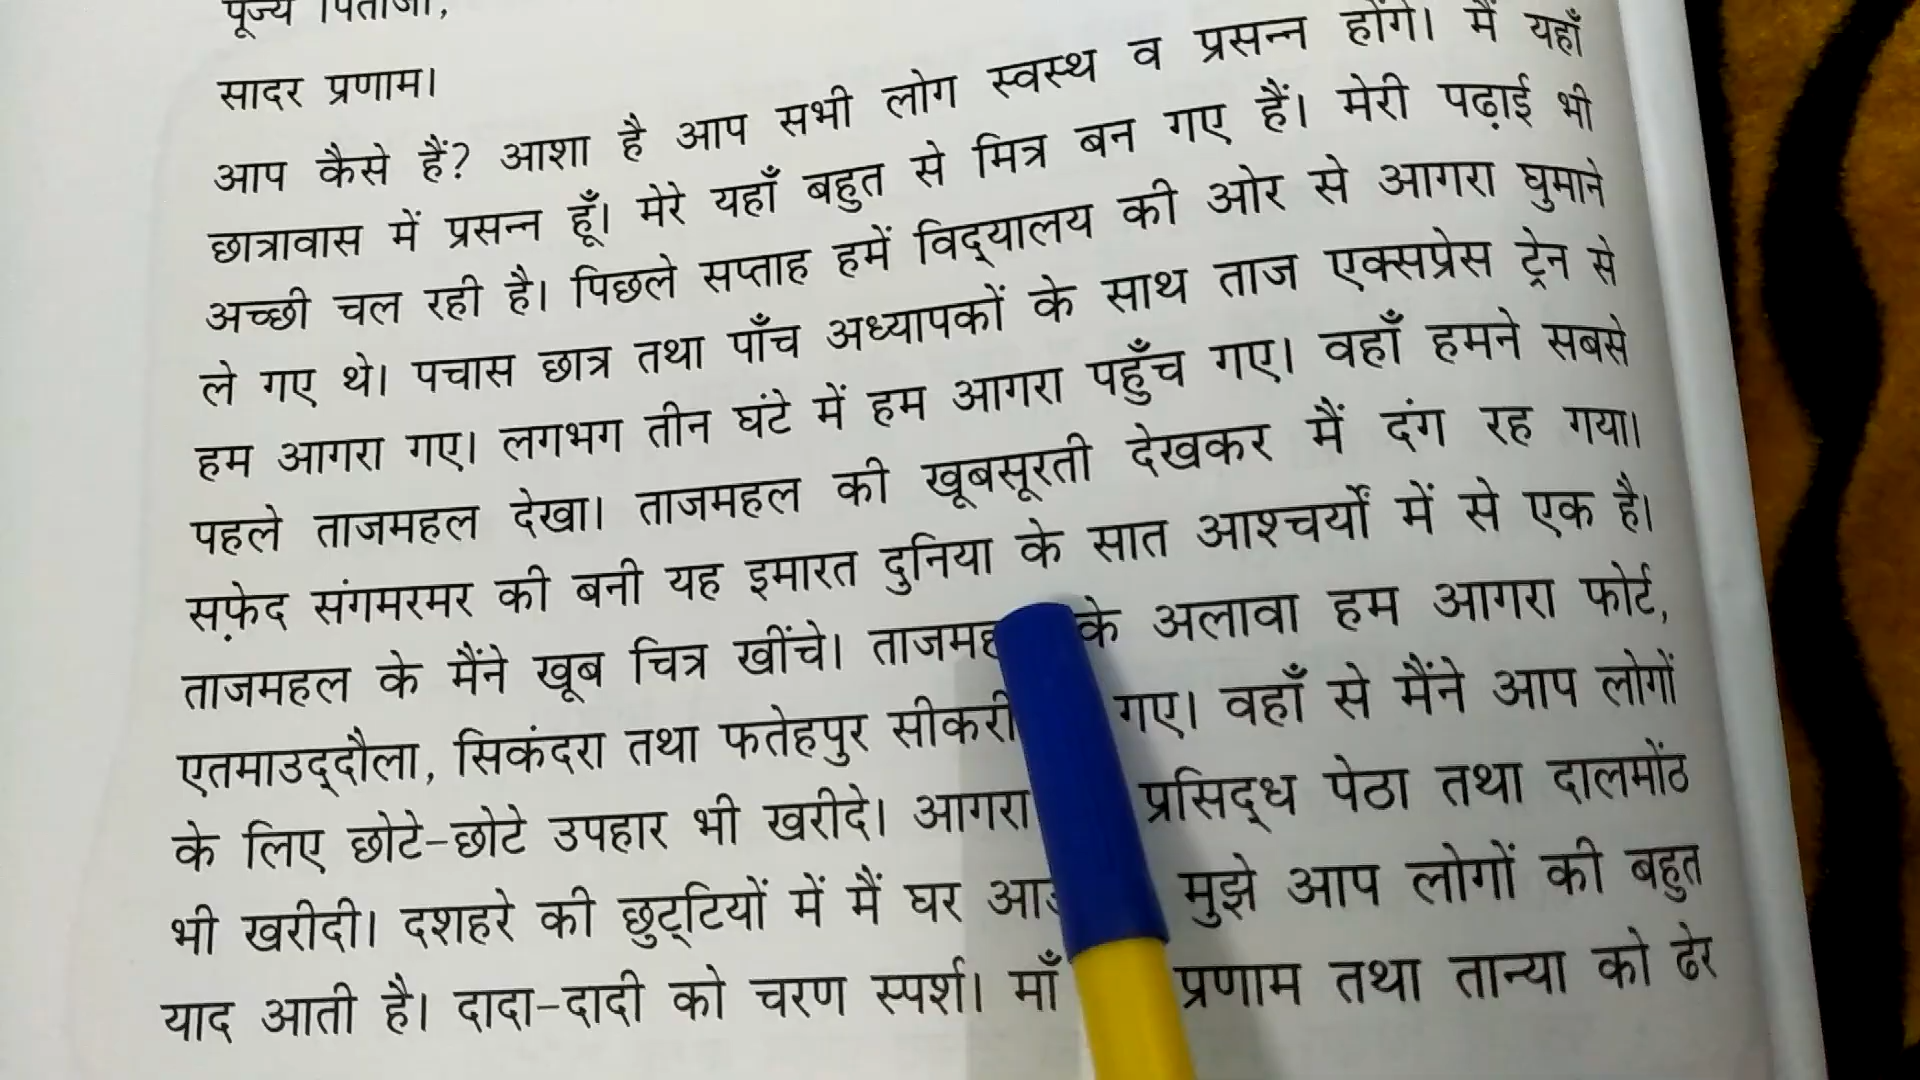 पूज्य पिताजी,
सादर प्रणाम।
आप कैसे हैं? आशा है आप सभी लोग स्वस्थ व प्रसन्न होंगे। मैं यहाँ
छात्रावास में प्रसन्न हूँ। मेरे यहाँ बहुत से मित्र बन गए हैं। मेरी पढ़ाई भी
अच्छी चल रही है। पिछले सप्ताह हमें विद्‌यालय की ओर से आगरा घुमाने
ले गए थे। पचास छात्र तथा पाँच अध्यापकों के साथ ताज एक्सप्रेस ट्रेन से
हम आगरा गए। लगभग तीन घंटे में हम आगरा पहुँच गए। वहाँ हमने सबसे
पहले ताजमहल देखा। ताजमहल की खूबसूरती देखकर मैं दंग रह गया।
सफ़ेद संगमरमर की बनी यह इमारत दुनिया के सात आश्चर्यों में से एक है।
ताजमहल के मैंने खूब चित्र खींचे। के अलावा हम आगरा फोर्ट,
एतमाउद्‌दौला, सिकंदरा तथा फतेहपुर सीकरी गए। वहाँ से मैंने आप लोगों
के लिए छोटे-छोटे उपहार भी खरीदे। आगरा प्रसिद्‌ध पेठा तथा दालमोंठ
भी खरीदी। दशहरे की छुट्‌टियों में मैं घर मुझे आप लोगों की बहुत
याद आती है। दादा-दादी को चरण स्पर्श। माँ प्रणाम तथा तान्या को ढेर